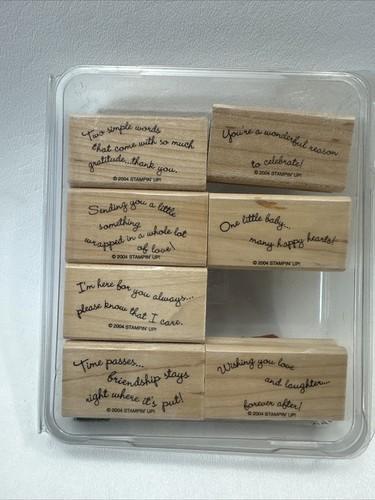 Two simple words
that come with so much
gratitude...thank you.
© 2004 STAMPIN' UP!
You're a wonderful reason
to celebrate!
© 2004 STAMPIN' UP!
Sending you a little
something
wrapped in a whole lot
of love!
© 2004 STAMPIN' UP!
One little baby...
many happy hearts!
© 2004 STAMPIN' UP!
I'm here for you always...
please know that I care.
© 2004 STAMPIN' UP!
Time passes...
friendship stays
right where it's put!
© 2004 STAMPIN' UP!
Wishing you love
and laughter...
forever after!
© 2004 STAMPIN' UP!